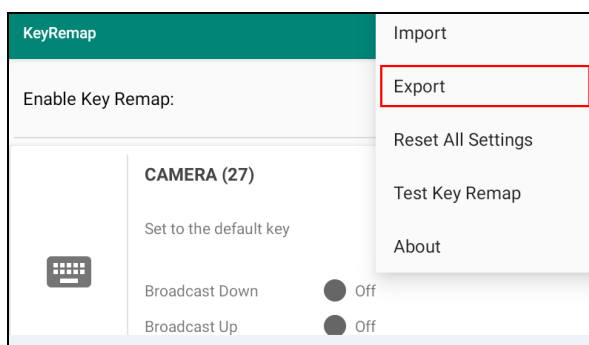 KeyRemap
Import
Enable Key Remap:
Export
Reset All Settings
CAMERA (27)
Test Key Remap
Set to the default key
About
Broadcast Down Off
Broadcast Up Off